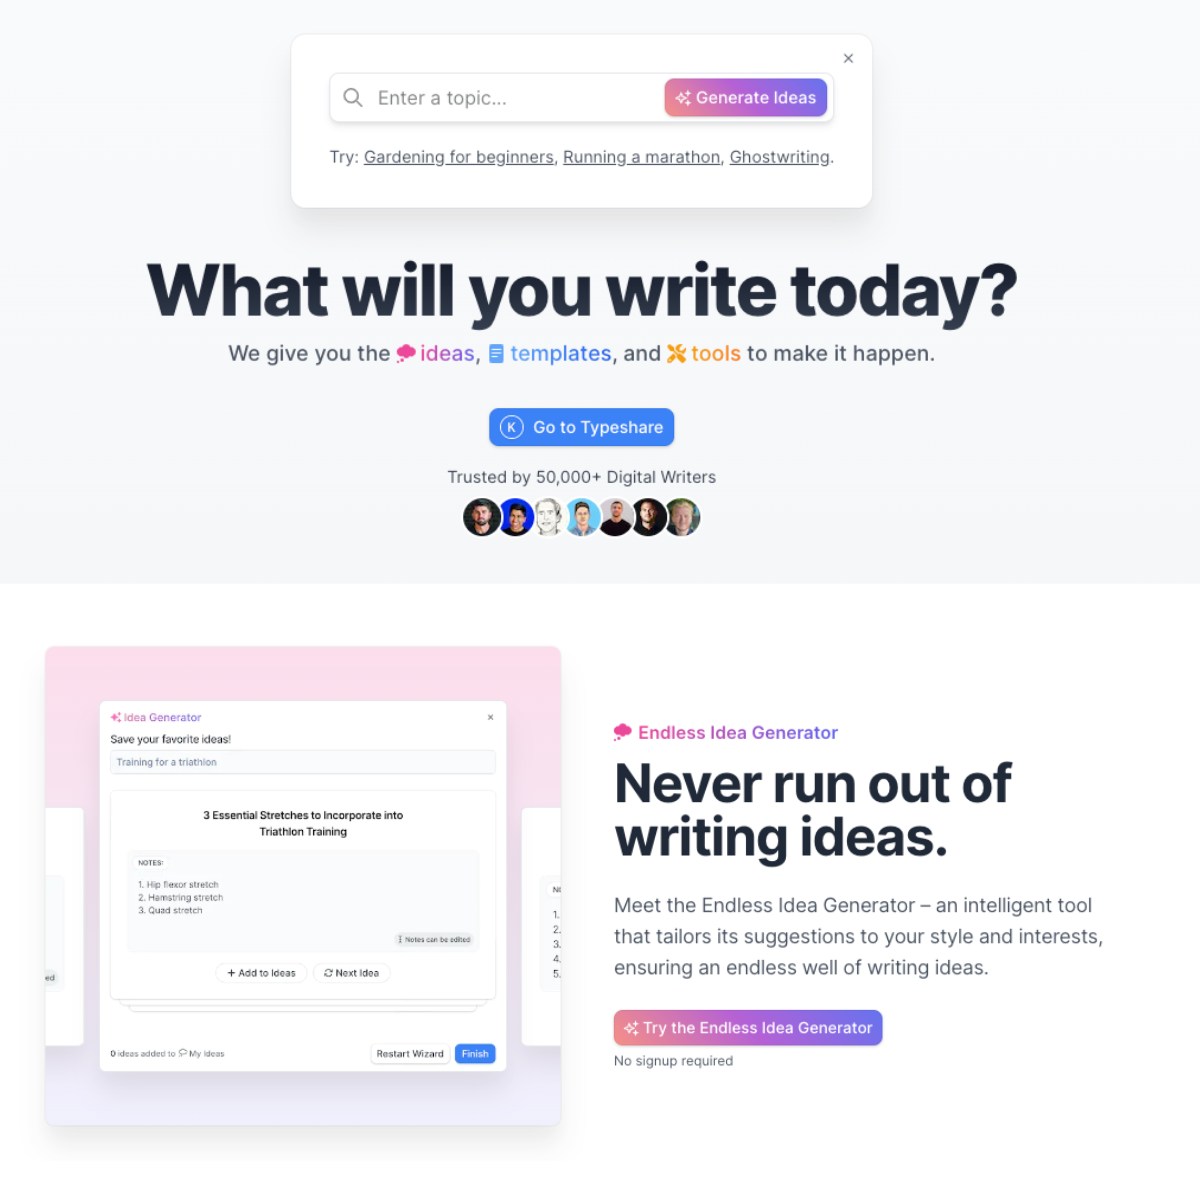 ×
Enter a topic...
Generate Ideas
Try: Gardening for beginners, Running a marathon, Ghostwriting.
What will you write today?
We give you the ideas, templates, and tools to make it happen.
K Go to Typeshare
Trusted by 50,000+ Digital Writers
Idea Generator ×
Save your favorite ideas!
Training for a triathlon
3 Essential Stretches to Incorporate into
Triathlon Training
NOTES:
1. Hip flexor stretch
2. Hamstring stretch
3. Quad stretch
Notes can be edited
+ Add to Ideas Next Idea
0 ideas added to My Ideas Restart Wizard Finish
ed
NO
1.
2.
3.
4.
5.
Endless Idea Generator
Never run out of
writing ideas.
Meet the Endless Idea Generator – an intelligent tool
that tailors its suggestions to your style and interests,
ensuring an endless well of writing ideas.
Try the Endless Idea Generator
No signup required